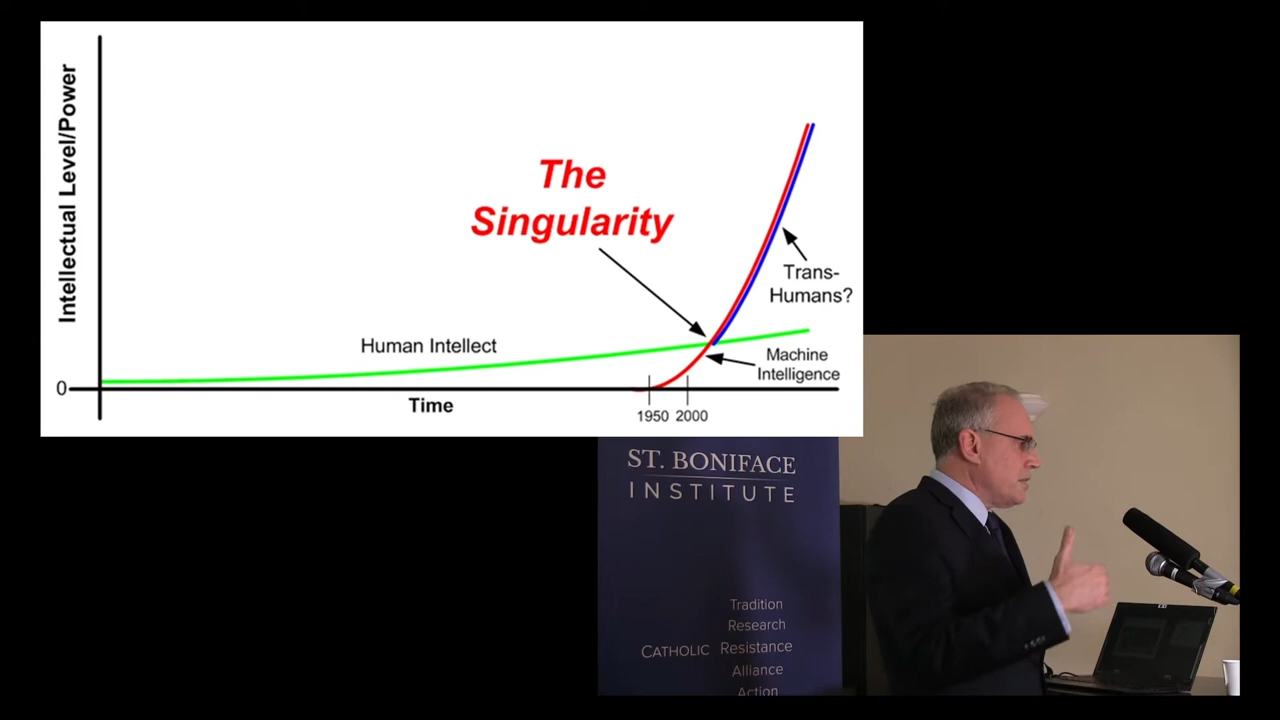 Intellectual Level/Power
The
Singularity
Trans-
Humans?
Human Intellect
Machine
Intelligence
0
Time
1950 2000
ST. BONIFACE
INSTITUTE
Tradition
Research
CATHOLIC Resistance
Alliance
Action